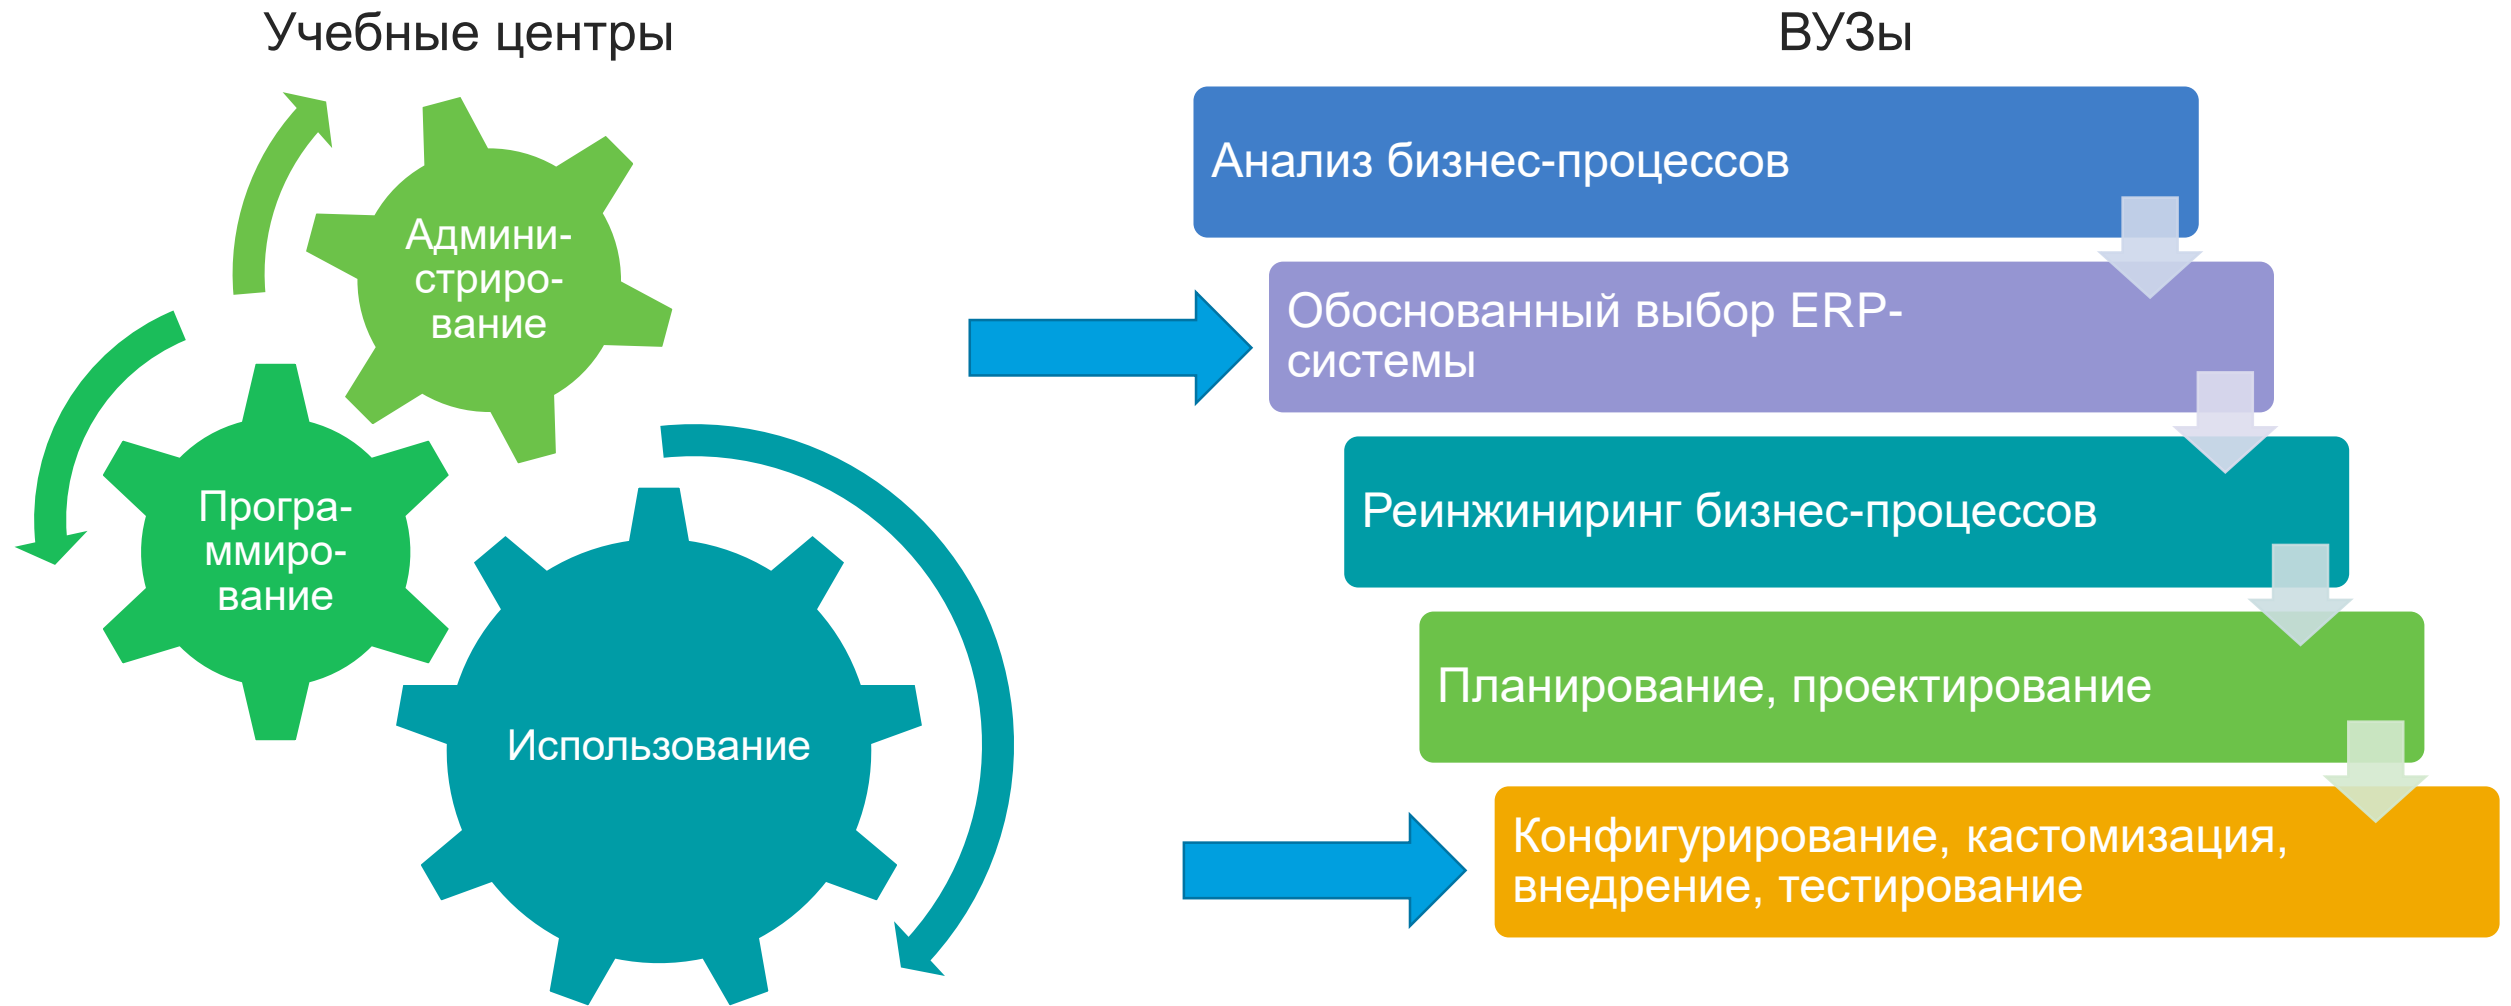 Учебные центры
Админи-
стриро-
вание
Програ-
ммиро-
вание
Использование
ВУЗы
Анализ бизнес-процессов
Обоснованный выбор ERP-
системы
Реинжиниринг бизнес-процессов
Планирование, проектирование
Конфигурирование, кастомизация,
внедрение, тестирование